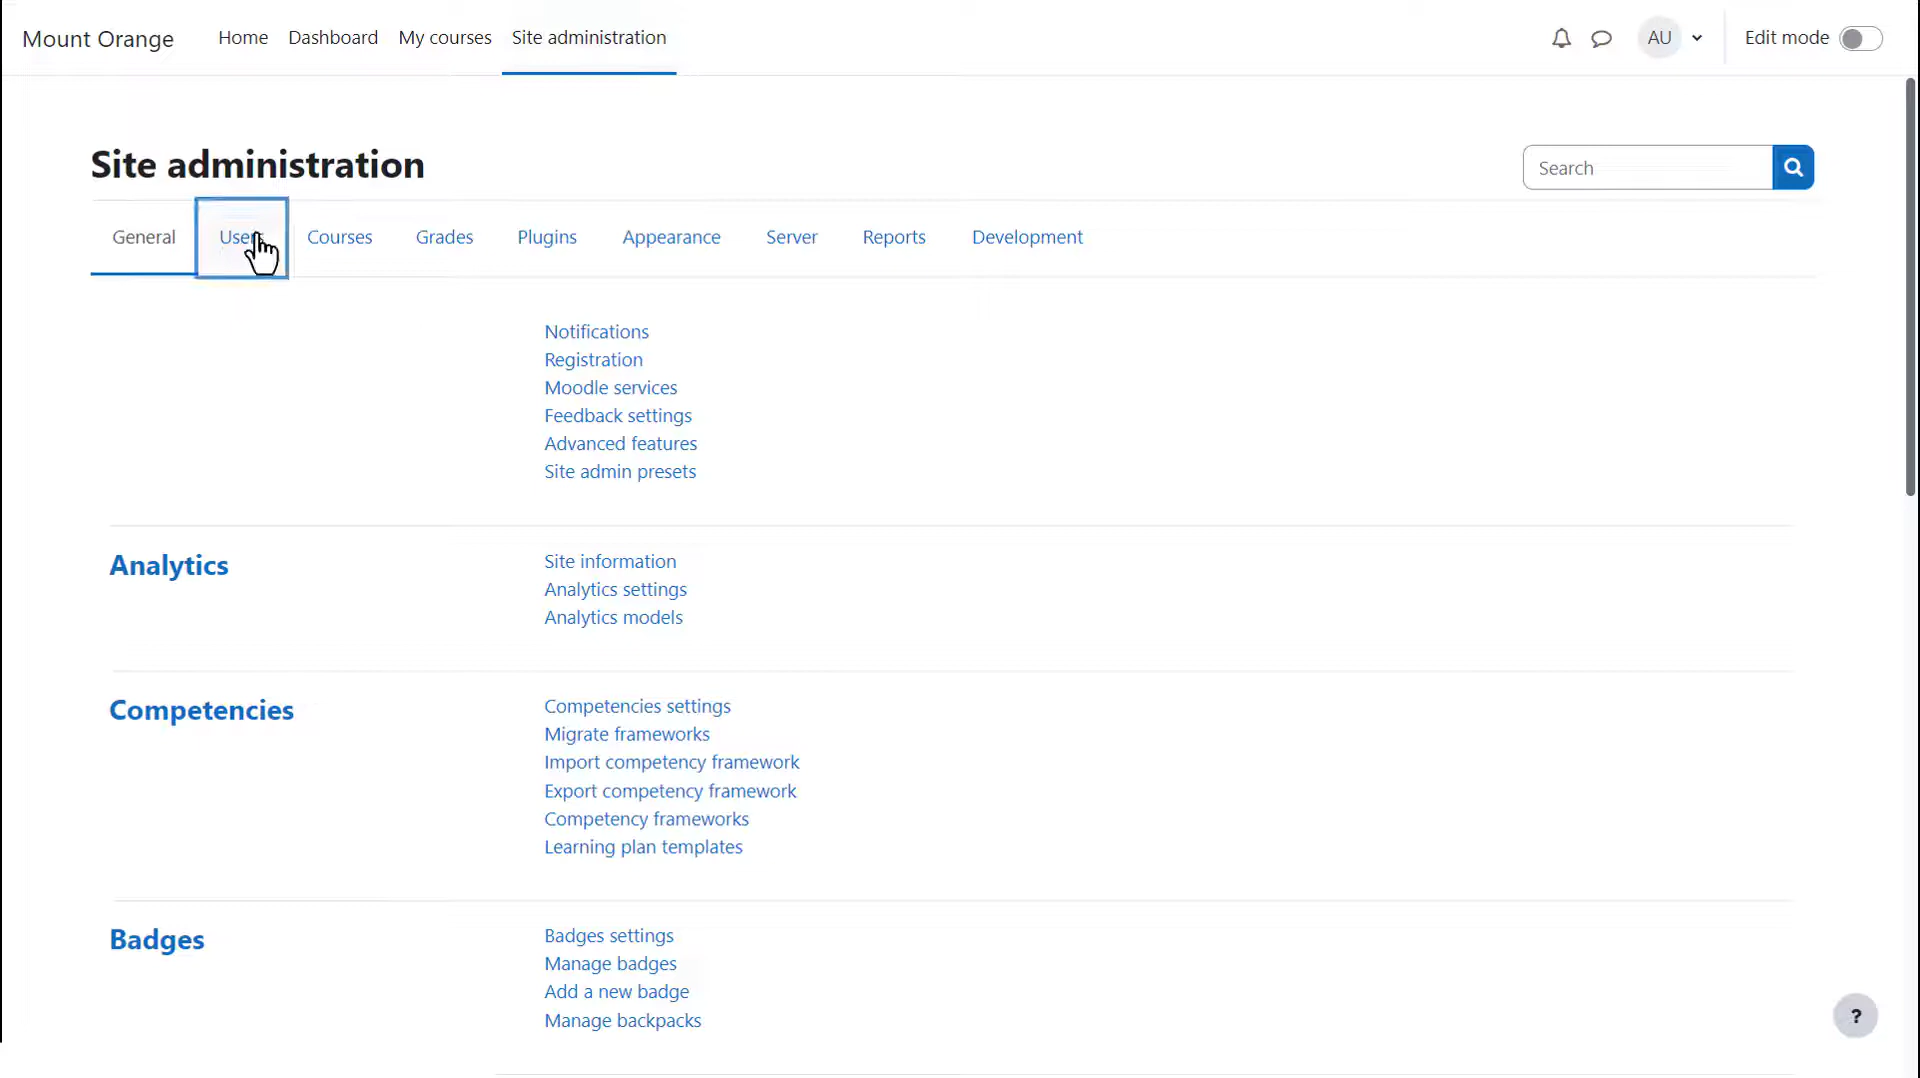 Mount Orange
Home Dashboard My courses Site administration
AU
Edit mode
Site administration
Search
General Users Courses Grades Plugins Appearance Server Reports Development
Notifications
Registration
Moodle services
Feedback settings
Advanced features
Site admin presets
Analytics
Site information
Analytics settings
Analytics models
Competencies
Competencies settings
Migrate frameworks
Import competency framework
Export competency framework
Competency frameworks
Learning plan templates
Badges
Badges settings
Manage badges
Add a new badge
Manage backpacks
?